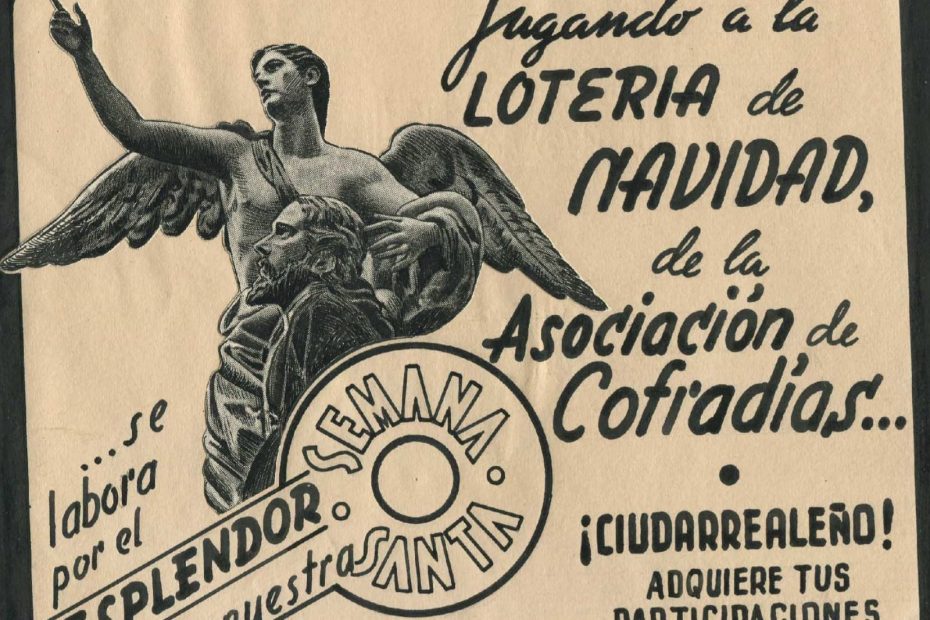 Jugando a la
LOTERIA de
NAVIDAD,
de la
Asociación de
Cofradías...
...se
labora
por el
ESPLENDOR
nuestra
SEMANA
SANTA
¡CIUDARREALEÑO!
ADQUIERE TUS
PARTICIPACIONES